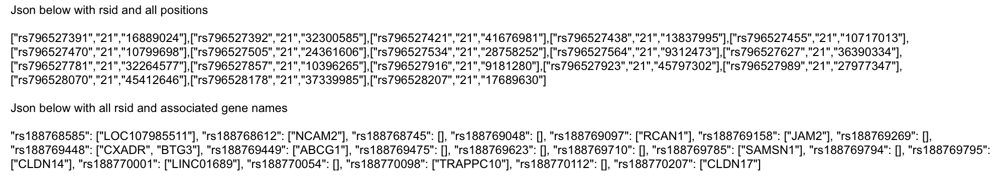 Json below with rsid and all positions
["rs796527391","21","16889024"],["rs796527392","21","32300585"],["rs796527421","21","41676981"],["rs796527438","21","13837995"],["rs796527455","21","10717013"],
["rs796527470","21","10799698"],["rs796527505","21","24361606"],["rs796527534","21","28758252"],["rs796527564","21","9312473"],["rs796527627","21","36390334"],
["rs796527781","21","32264577"],["rs796527857","21","10396265"],["rs796527916","21","9181280"],["rs796527923","21","45797302"],["rs796527989","21","27977347"],
["rs796528070","21","45412646"],["rs796528178","21","37339985"],["rs796528207","21","17689630"]
Json below with all rsid and associated gene names
"rs188768585": ["LOC107985511"], "rs188768612": ["NCAM2"], "rs188768745": [], "rs188769048": [], "rs188769097": ["RCAN1"], "rs188769158": ["JAM2"], "rs188769269": [],
"rs188769448": ["CXADR", "BTG3"], "rs188769449": ["ABCG1"], "rs188769475": [], "rs188769623": [], "rs188769710": [], "rs188769785": ["SAMSN1"], "rs188769794": [], "rs188769795":
["CLDN14"], "rs188770001": ["LINC01689"], "rs188770054": [], "rs188770098": ["TRAPPC10"], "rs188770112": [], "rs188770207": ["CLDN17"]